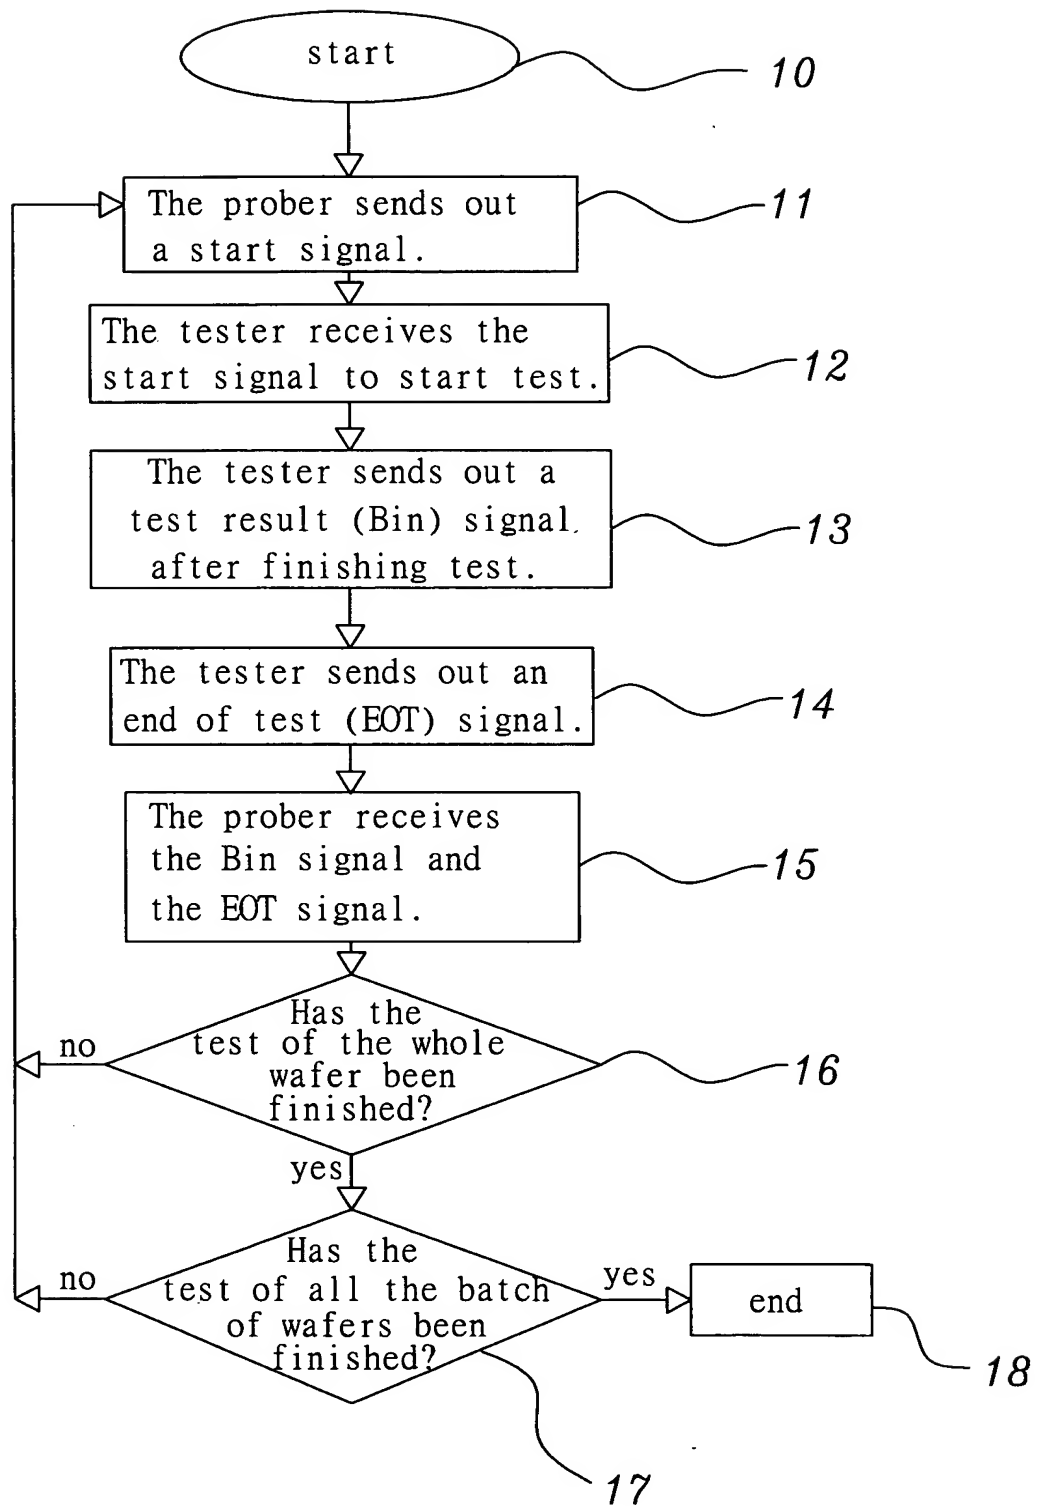 start
10
The prober sends out
a start signal.
11
The tester receives the
start signal to start test.
12
The tester sends out a
test result (Bin) signal
after finishing test.
13
The tester sends out an
end of test (EOT) signal.
14
The prober receives
the Bin signal and
the EOT signal.
15
Has the
test of the whole
wafer been
finished?
no
16
yes
Has the
test of all the batch
of wafers been
finished?
no
yes
end
18
17